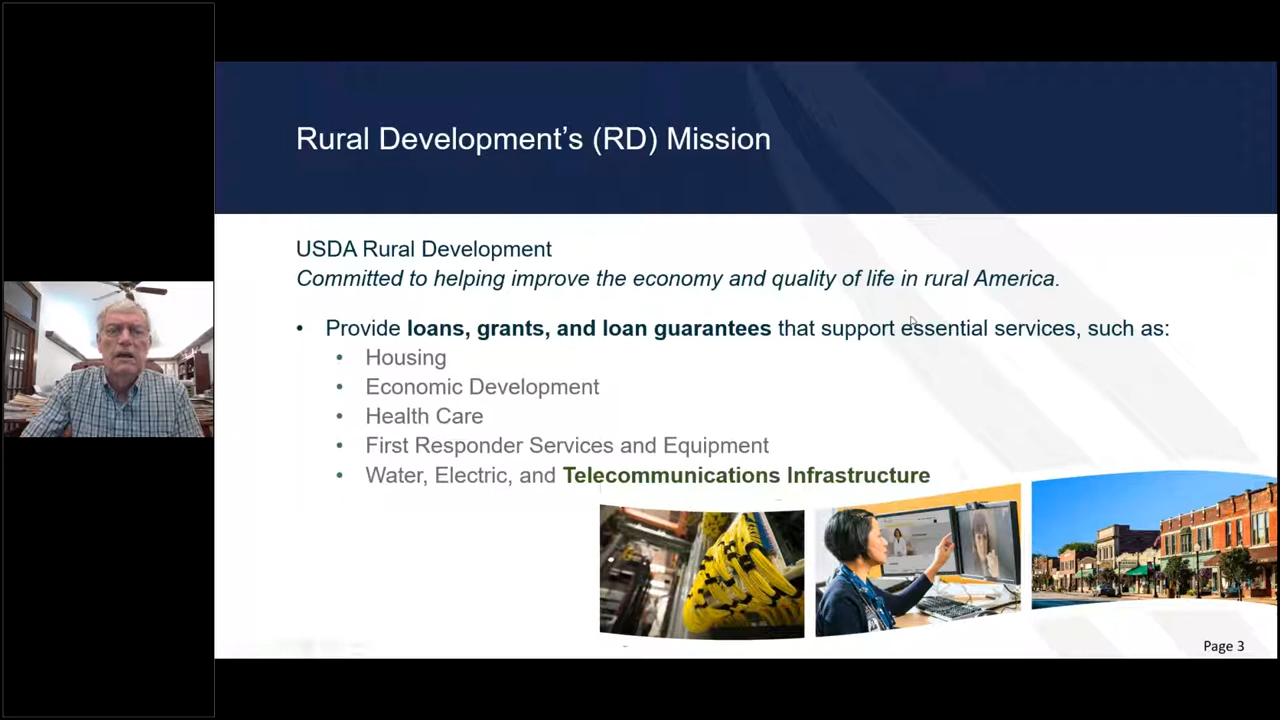 Rural Development’s (RD) Mission
USDA Rural Development
Committed to helping improve the economy and quality of life in rural America.
• Provide loans, grants, and loan guarantees that support essential services, such as:
• Housing
• Economic Development
• Health Care
• First Responder Services and Equipment
• Water, Electric, and Telecommunications Infrastructure
Page 3